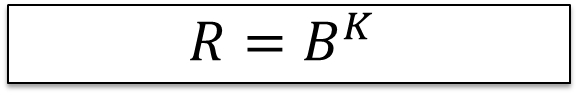 R = B^K